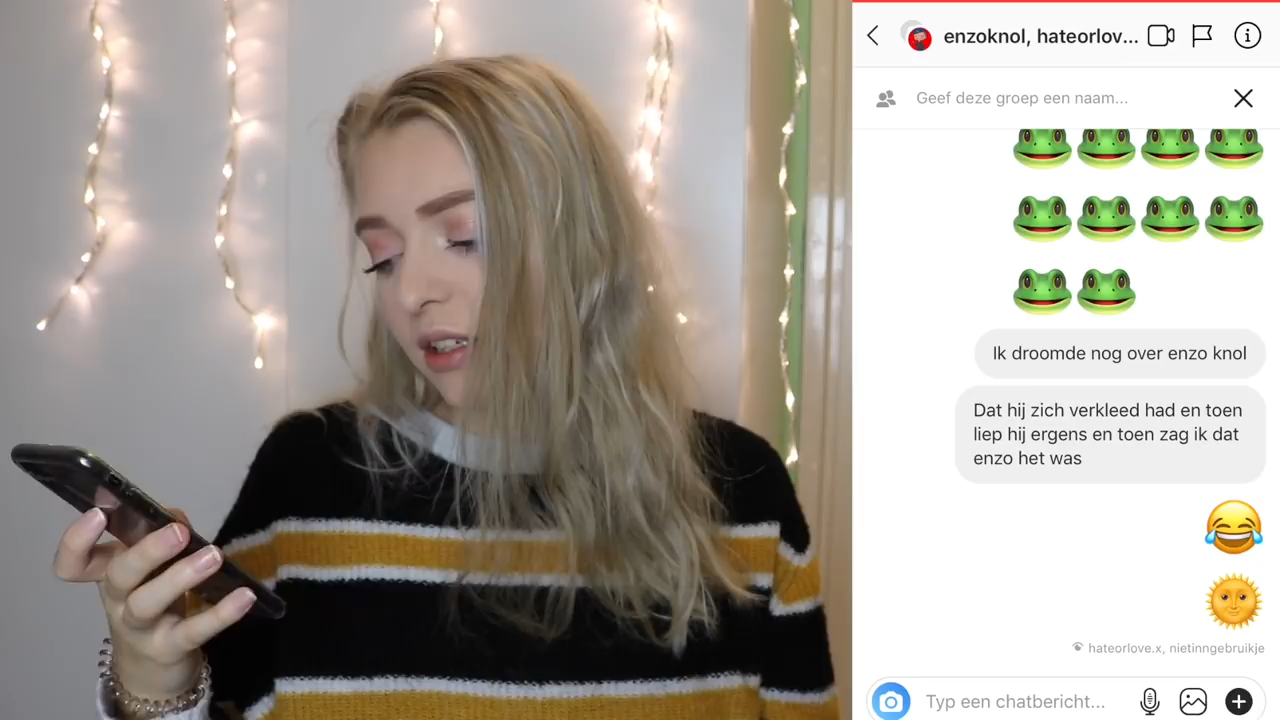 enzoknol, hateorlov...
Geef deze groep een naam...
Ik droomde nog over enzo knol
Dat hij zich verkleed had en toen
liep hij ergens en toen zag ik dat
enzo het was
hateorlove.x, nietinngebruikje
Typ een chatbericht...